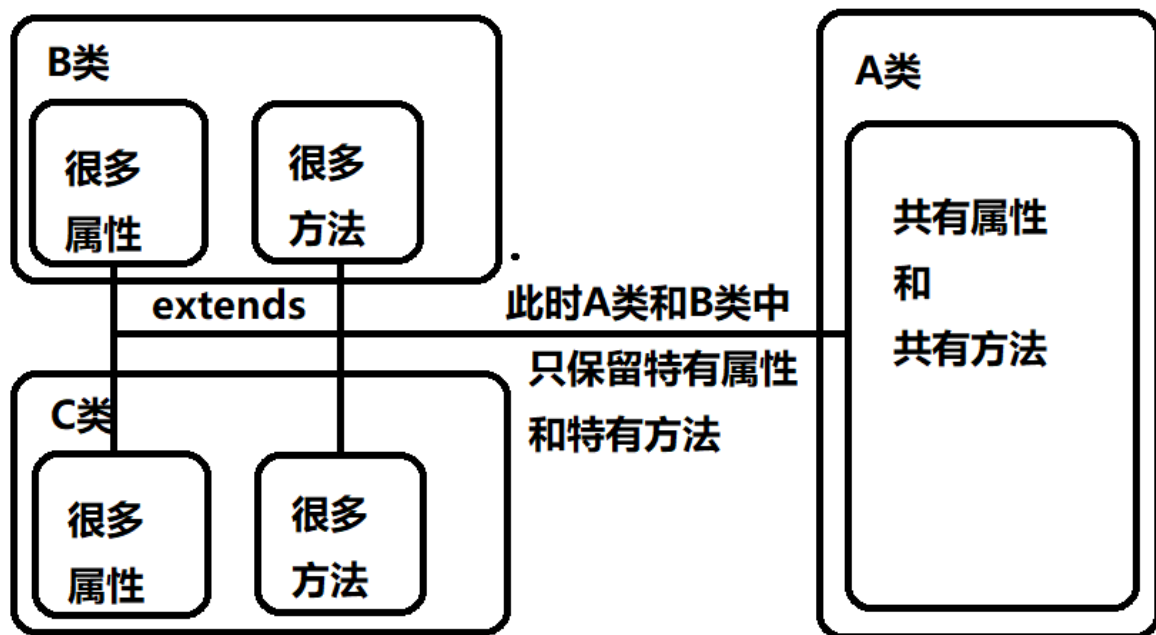 B类
很多
属性
很多
方法
extends
C类
很多
属性
很多
方法
此时A类和B类中
只保留特有属性
和特有方法
A类
共有属性
和
共有方法